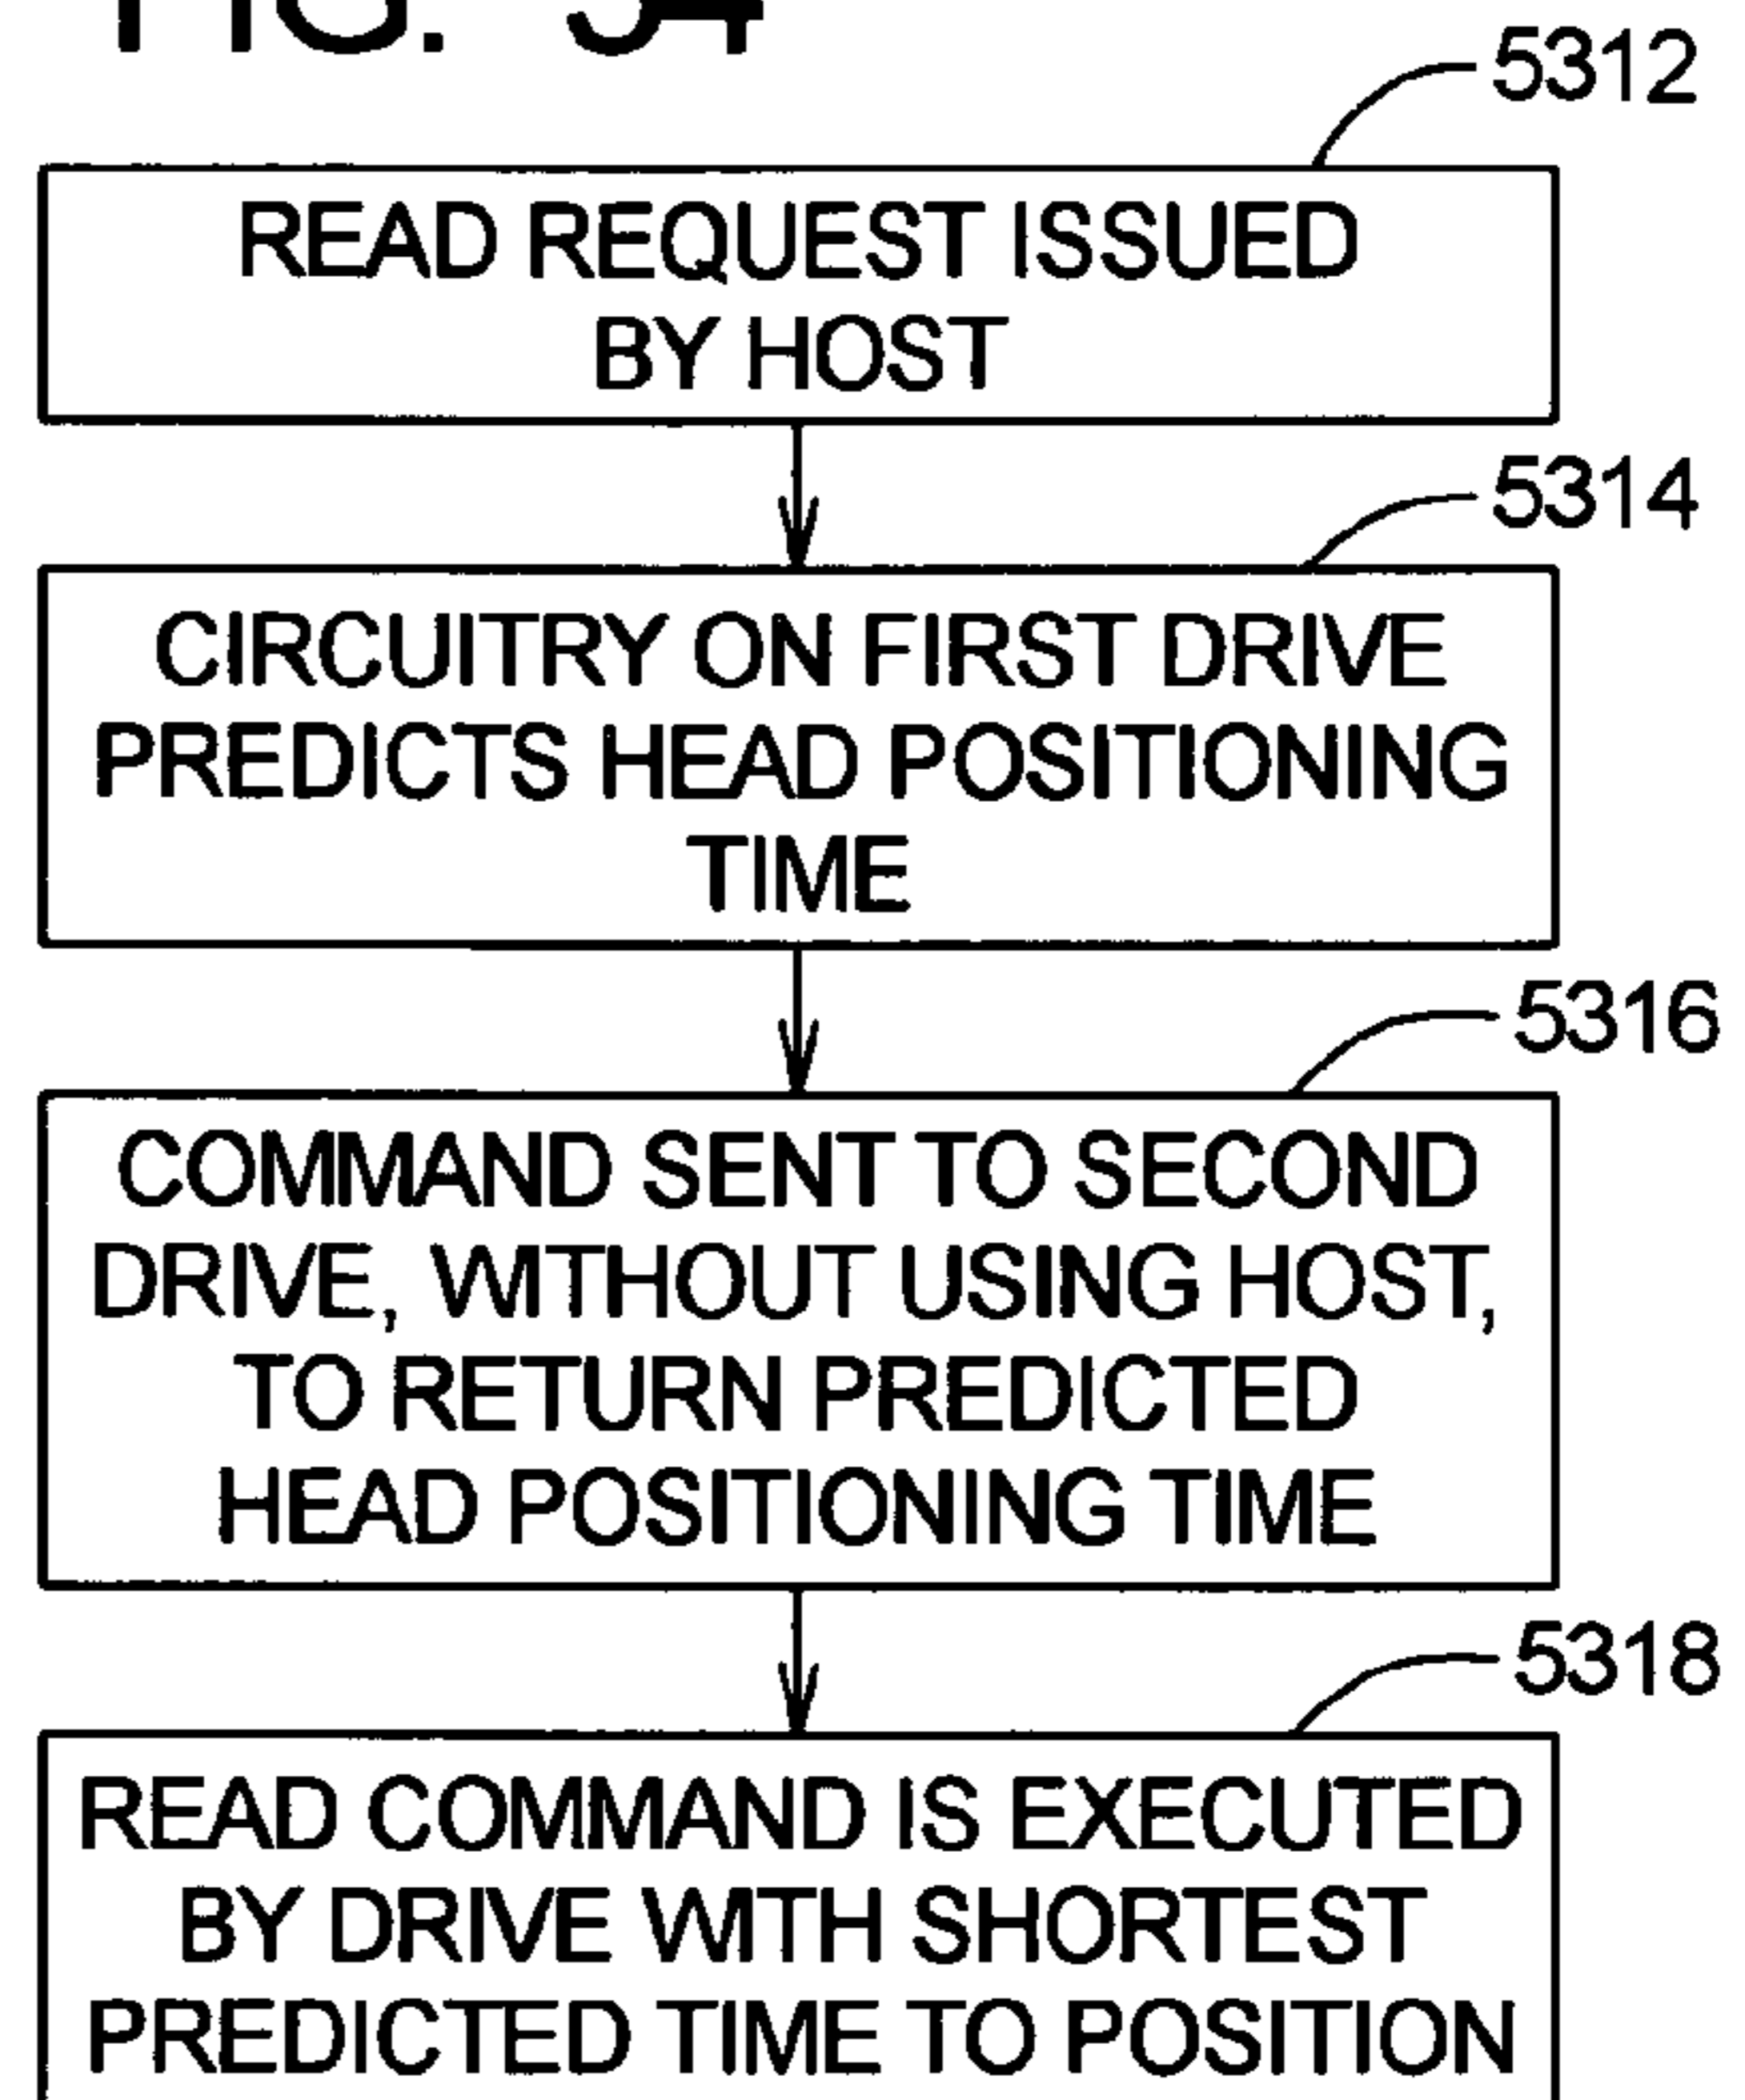 FIG. 54
5312
READ REQUEST ISSUED
BY HOST
5314
CIRCUITRY ON FIRST DRIVE
PREDICTS HEAD POSITIONING
TIME
5316
COMMAND SENT TO SECOND
DRIVE, WITHOUT USING HOST,
TO RETURN PREDICTED
HEAD POSITIONING TIME
5318
READ COMMAND IS EXECUTED
BY DRIVE WITH SHORTEST
PREDICTED TIME TO POSITION